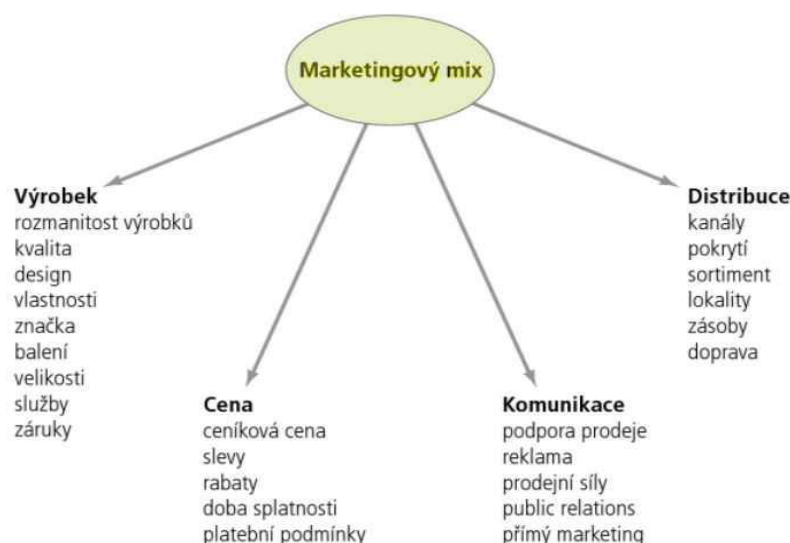 Marketingový mix
Výrobek
rozmanitost výrobků
kvalita
design
vlastnosti
značka
balení
velikosti
služby
záruky
Cena
ceníková cena
slevy
rabaty
doba splatnosti
platební podmínky
Komunikace
podpora prodeje
reklama
prodejní síly
public relations
přímý marketing
Distribuce
kanály
pokrytí
sortiment
lokality
zásoby
doprava